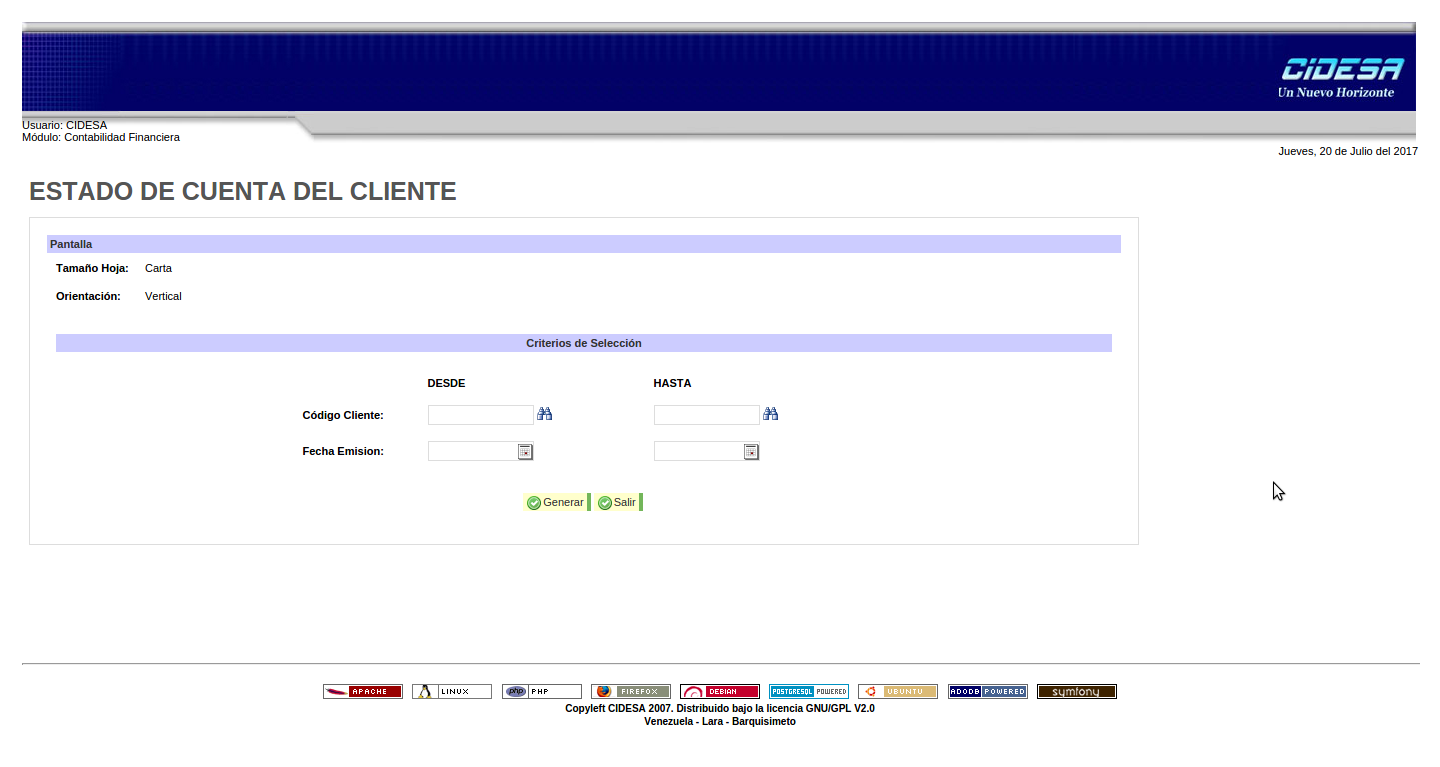 CIDESA
Un Nuevo Horizonte
Usuario: CIDESA
Módulo: Contabilidad Financiera
Jueves, 20 de Julio del 2017
ESTADO DE CUENTA DEL CLIENTE
Pantalla
Tamaño Hoja: Carta
Orientación: Vertical
Criterios de Selección
DESDE HASTA
Código Cliente:
Fecha Emision:
Generar Salir
APACHE LINUX php PHP FIREFOX DEBIAN POSTGRESQL POWERED UBUNTU ADODB POWERED symfony
Copyleft CIDESA 2007. Distribuido bajo la licencia GNU/GPL V2.0
Venezuela - Lara - Barquisimeto